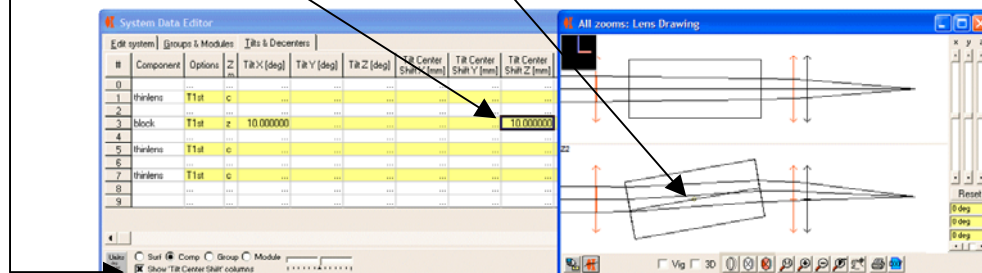 System Data Editor
Edit system Groups & Modules Tilts & Decenters
# Component Options Z Tilt X [deg] Tilt Y [deg] Tilt Z [deg] Tilt Center Shift X [mm] Tilt Center Shift Y [mm] Tilt Center Shift Z [mm]
0 ... ... ... ... ... ... ...
1 thinlens T1st c ... ... ... ... ... ...
2 ... ... ... ... ... ... ...
3 block T1st z 10.000000 ... ... ... ... 10.000000
4 ... ... ... ... ... ... ...
5 thinlens T1st c ... ... ... ... ... ...
6 ... ... ... ... ... ... ...
7 thinlens T1st c ... ... ... ... ... ...
8 ... ... ... ... ... ... ...
9 ... ... ... ... ... ... ...
Units Surf Comp Group Module
Show 'Tilt Center Shift' columns
All zooms: Lens Drawing
x y
Z2
Reset
0 deg
0 deg
0 deg
Vig 3D